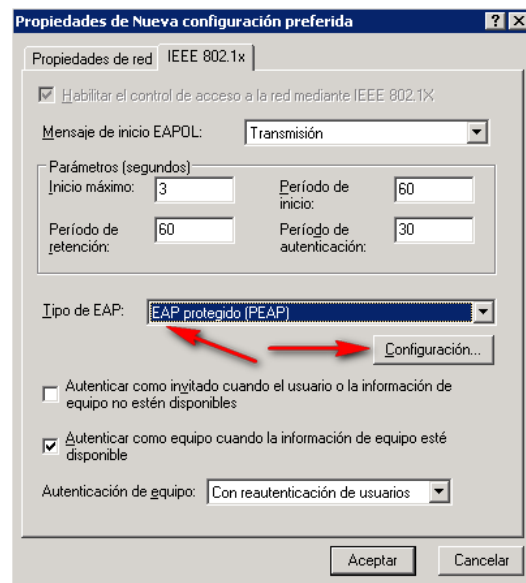 Propiedades de Nueva configuración preferida
Propiedades de red IEEE 802.1x
Habilitar el control de acceso a la red mediante IEEE 802.1X
Mensaje de inicio EAPOL: Transmisión
Parámetros (segundos)
Inicio máximo: 3 Período de inicio: 60
Período de retención: 60 Período de autenticación: 30
Tipo de EAP: EAP protegido (PEAP)
Configuración...
Autenticar como invitado cuando el usuario o la información de
equipo no estén disponibles
Autenticar como equipo cuando la información de equipo esté
disponible
Autenticación de equipo: Con reautenticación de usuarios
Aceptar Cancelar